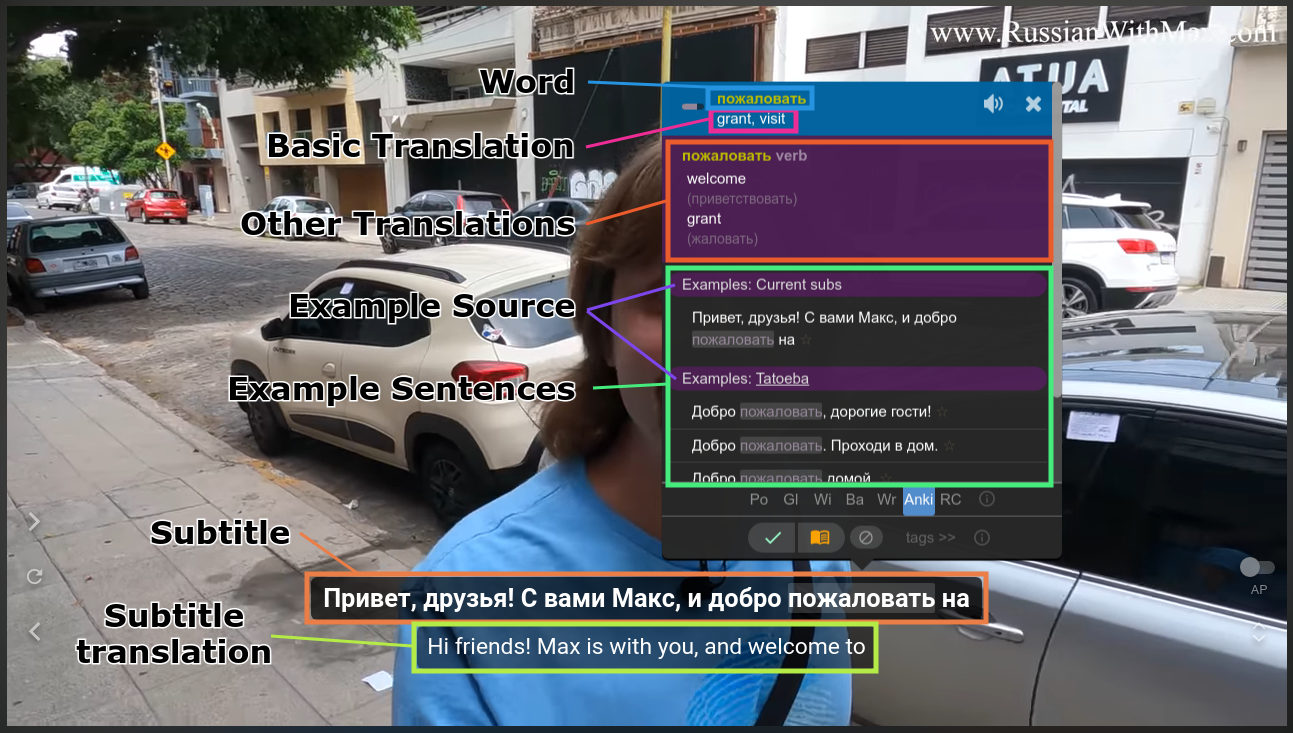 www.RussianWithMax.com
ATUA
TAL
Word
пожаловать
grant, visit
Basic Translation
пожаловать verb
welcome
(приветствовать)
grant
(жаловать)
Other Translations
Examples: Current subs
Example Source
Привет, друзья! С вами Макс, и добро
пожаловать на ☆
Examples: Tatoeba
Example Sentences
Добро пожаловать, дорогие гости! ☆
Добро пожаловать. Проходи в дом. ☆
Добро пожаловать домой. ☆
Po Gl Wi Ba Wr Anki RC
tags >>
Subtitle
Привет, друзья! С вами Макс, и добро пожаловать на
AP
Subtitle
translation
Hi friends! Max is with you, and welcome to